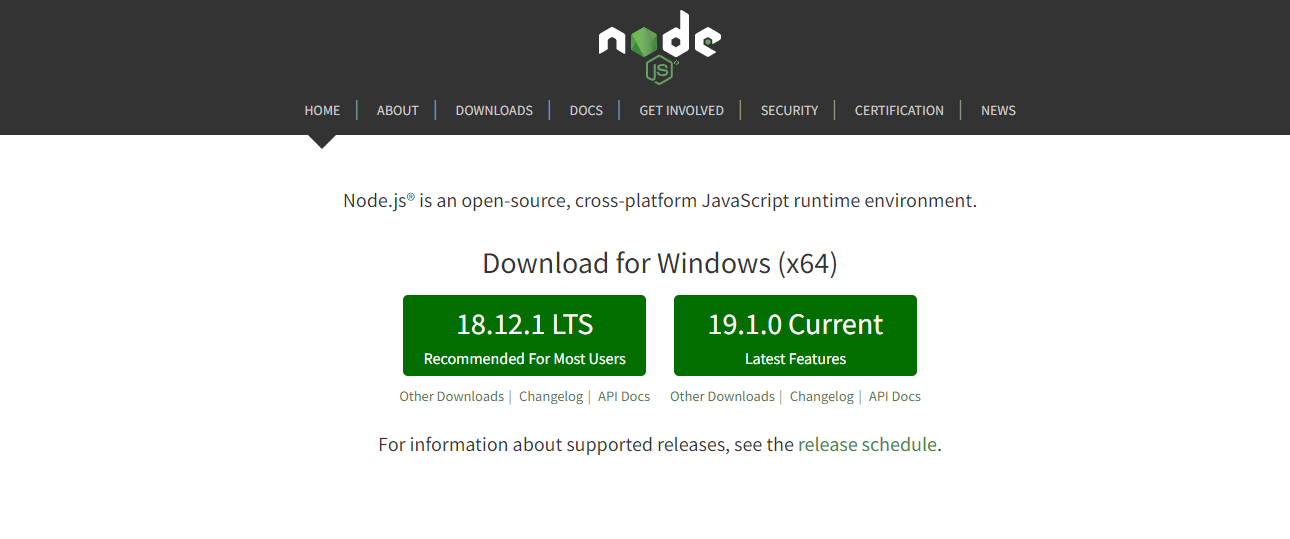 node
JS
HOME | ABOUT | DOWNLOADS | DOCS | GET INVOLVED | SECURITY | CERTIFICATION | NEWS
Node.js® is an open-source, cross-platform JavaScript runtime environment.
Download for Windows (x64)
18.12.1 LTS
Recommended For Most Users
19.1.0 Current
Latest Features
Other Downloads | Changelog | API Docs
Other Downloads | Changelog | API Docs
For information about supported releases, see the release schedule.